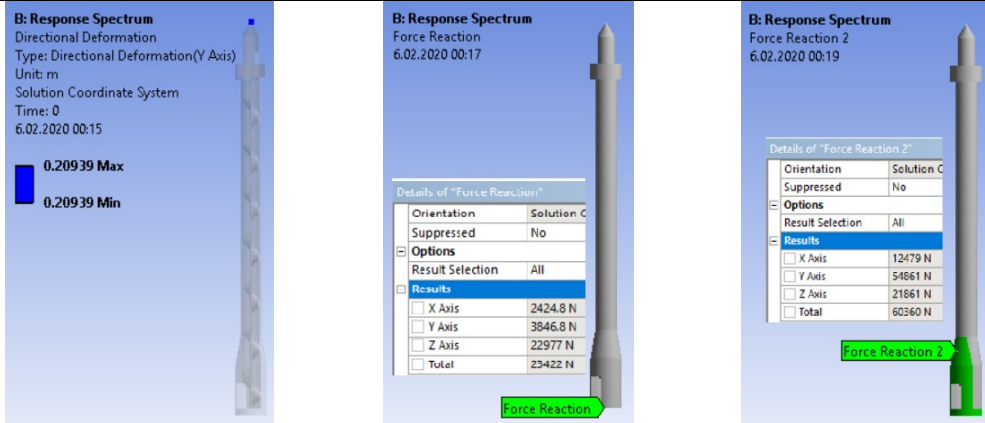 B: Response Spectrum
Directional Deformation
Type: Directional Deformation(Y Axis)
Unit: m
Solution Coordinate System
Time: 0
6.02.2020 00:15
0.20939 Max
0.20939 Min
B: Response Spectrum
Force Reaction
6.02.2020 00:17
Details of "Force Reaction"
Orientation Solution C
Suppressed No
Options
Result Selection All
Results
X Axis 2424.8 N
Y Axis 3846.8 N
Z Axis 22977 N
Total 23422 N
Force Reaction
B: Response Spectrum
Force Reaction 2
6.02.2020 00:19
Details of "Force Reaction 2"
Orientation Solution C
Suppressed No
Options
Result Selection All
Results
X Axis 12479 N
Y Axis 54861 N
Z Axis 21861 N
Total 60360 N
Force Reaction 2